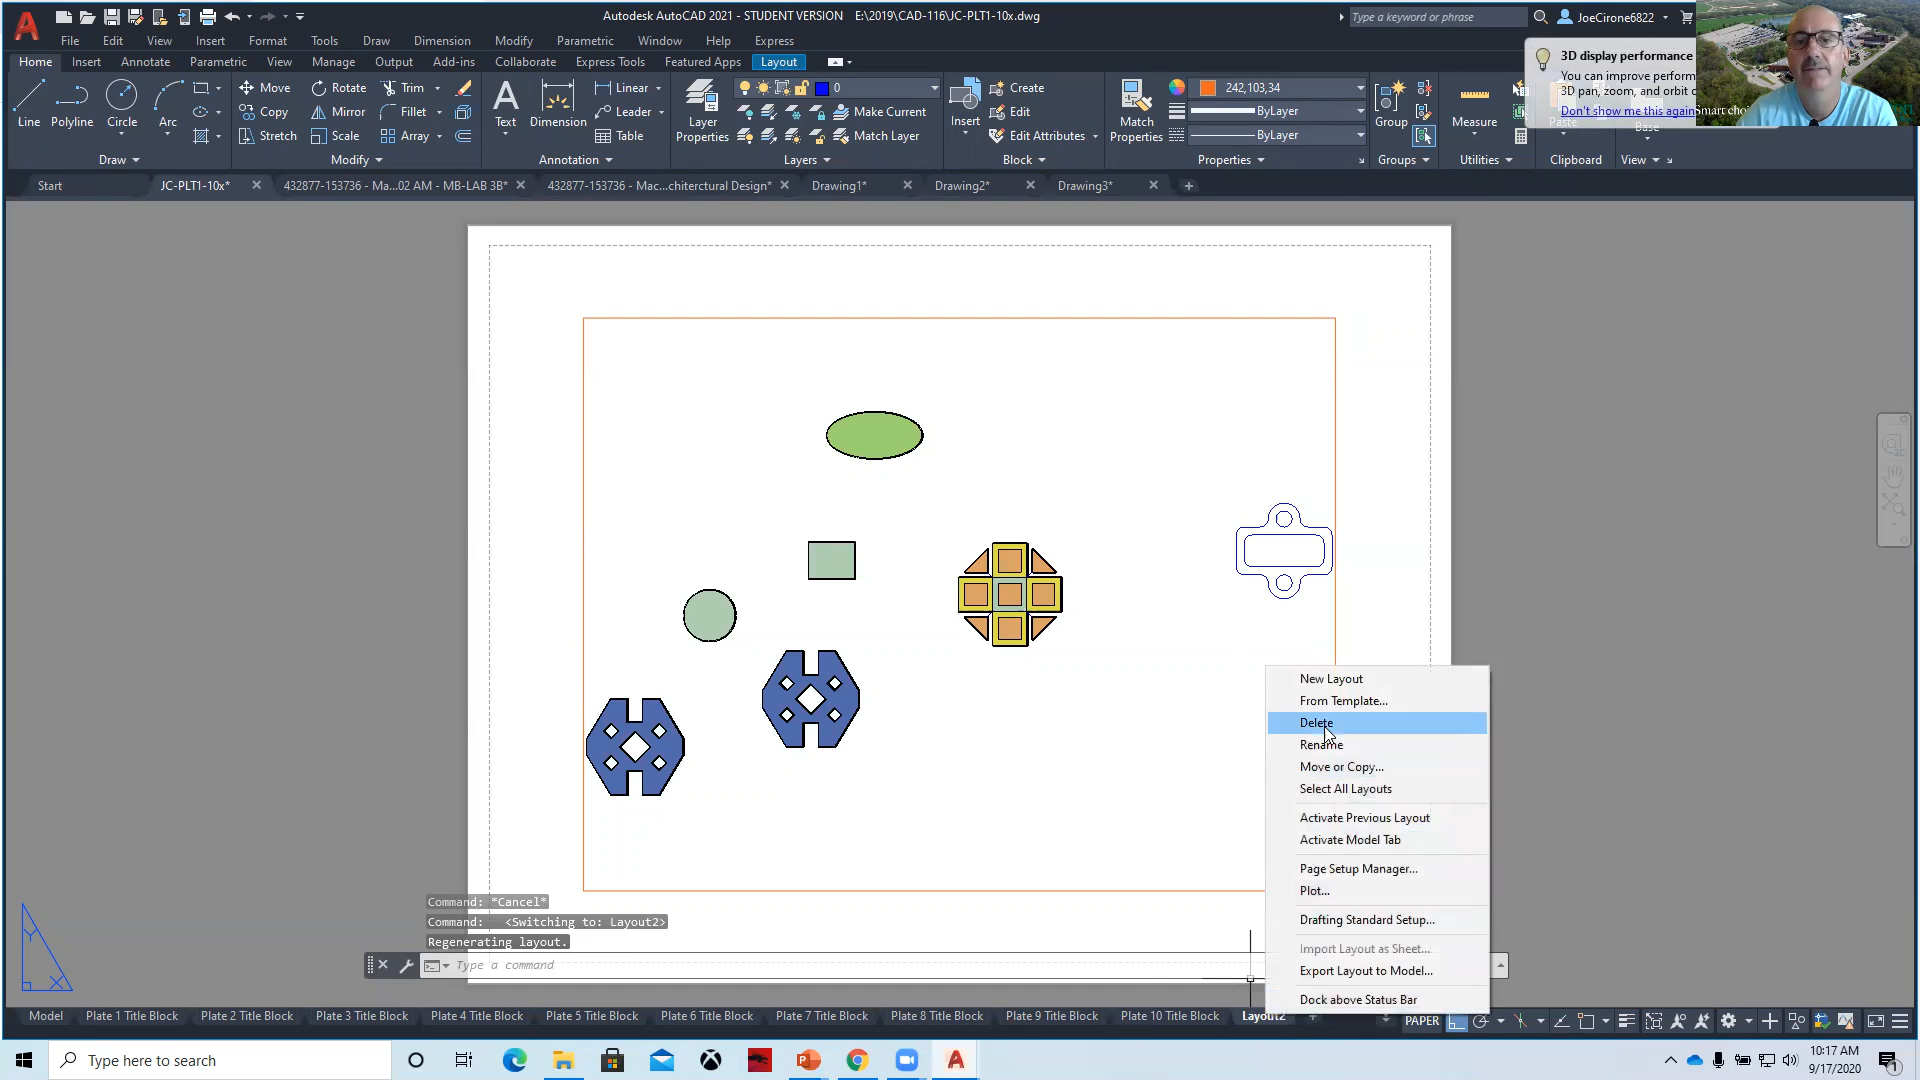 Autodesk AutoCAD 2021 - STUDENT VERSION E:\2019\CAD-116\JC-PLT1-10x.dwg
Type a keyword or phrase
JoeCirone6822
File Edit View Insert Format Tools Draw Dimension Modify Parametric Window Help Express
3D display performance
You can improve perform
3D pan, zoom, and orbit
Don't show me this again
Home Insert Annotate Parametric View Manage Output Add-ins Collaborate Express Tools Featured Apps Layout
Move Rotate Trim
Linear
0
Create
242,103,34
Copy Mirror Fillet
Leader
Make Current
Edit
ByLayer
Line Polyline Circle Arc
Text Dimension
Layer Properties
Insert
Match Properties
Group
Measure
Paste
Base
Stretch Scale Array
Table
Match Layer
Edit Attributes
ByLayer
Draw Modify Annotation Layers Block Properties Groups Utilities Clipboard View
Start JC-PLT1-10x* 432877-153736 - Ma...02 AM - MB-LAB 3B* 432877-153736 - Mac...chiterctural Design* Drawing1* Drawing2* Drawing3*
New Layout
From Template...
Delete
Rename
Move or Copy...
Select All Layouts
Activate Previous Layout
Activate Model Tab
Page Setup Manager...
Plot...
Drafting Standard Setup...
Import Layout as Sheet...
Export Layout to Model...
Dock above Status Bar
Command: *Cancel*
Command: <Switching to: Layout2>
Regenerating layout.
Type a command
Y
X
Model Plate 1 Title Block Plate 2 Title Block Plate 3 Title Block Plate 4 Title Block Plate 5 Title Block Plate 6 Title Block Plate 7 Title Block Plate 8 Title Block Plate 9 Title Block Plate 10 Title Block Layout2
PAPER
Type here to search
10:17 AM
9/17/2020